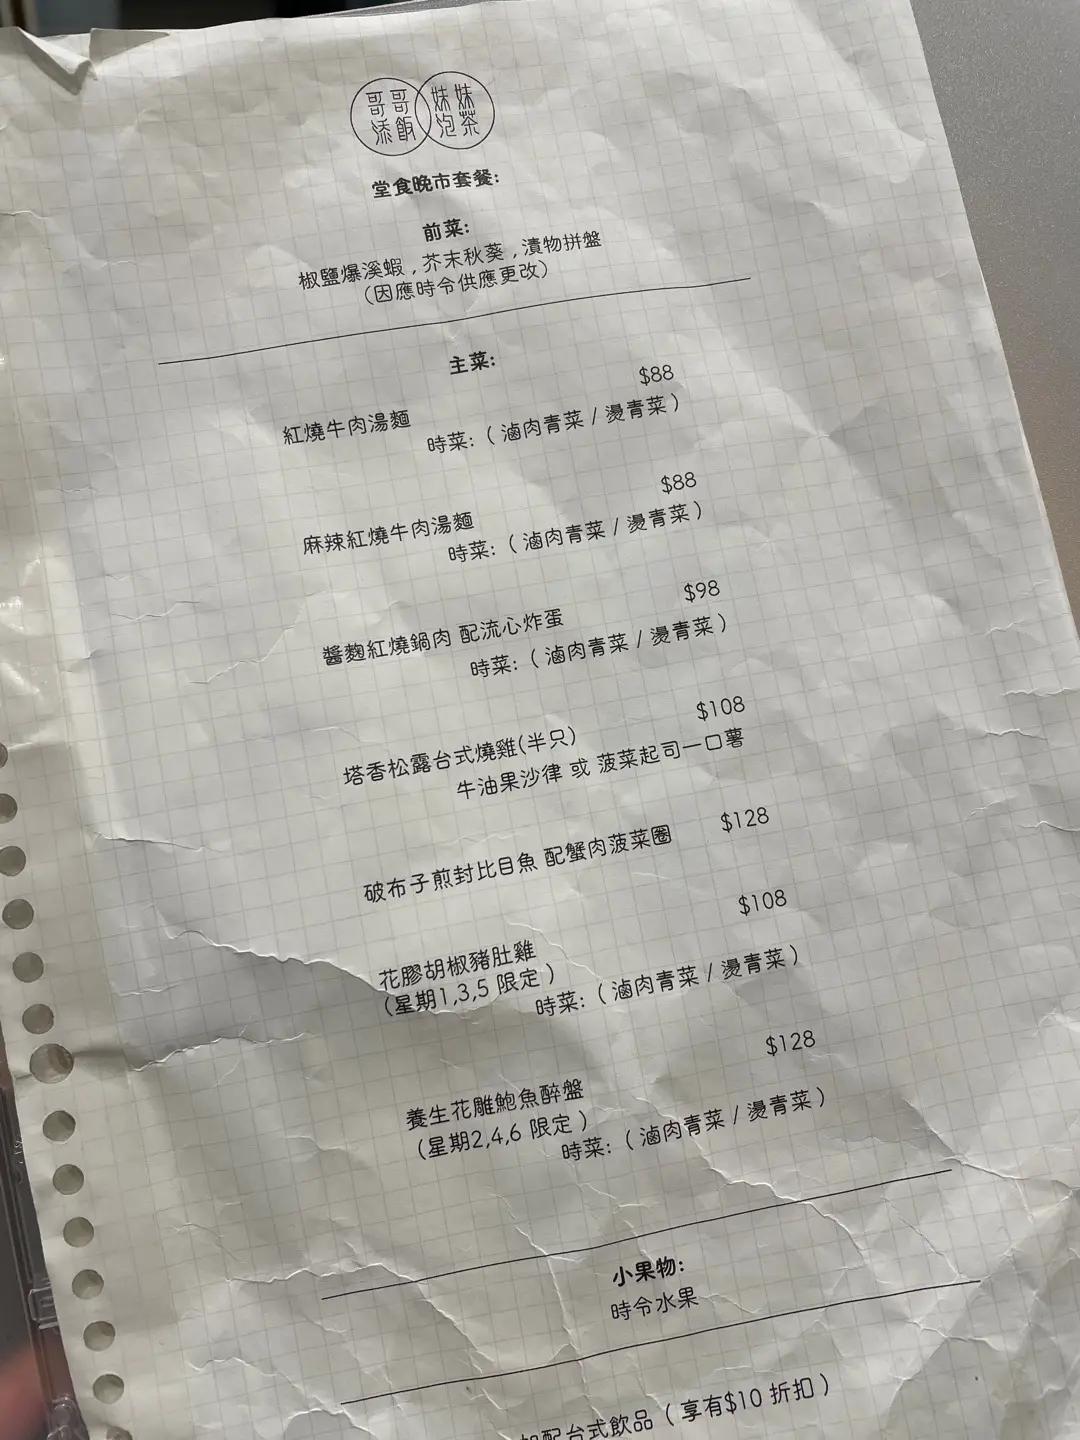 哥哥 妹妹
添飯 泡茶
堂食晚市套餐:
前菜:
椒鹽爆溪蝦 , 芥末秋葵 , 漬物拼盤
(因應時令供應更改)
主菜:
$88
紅燒牛肉湯麵
時菜: ( 滷肉青菜 / 燙青菜 )
$88
麻辣紅燒牛肉湯麵
時菜: ( 滷肉青菜 / 燙青菜 )
$98
醬麴紅燒鍋肉 配流心炸蛋
時菜: ( 滷肉青菜 / 燙青菜 )
$108
塔香松露台式燒雞(半只)
牛油果沙律 或 菠菜起司一口薯
$128
破布子煎封比目魚 配蟹肉菠菜圈
$108
花膠胡椒豬肚雞
(星期1,3,5 限定 )
時菜: ( 滷肉青菜 / 燙青菜 )
$128
養生花雕鮑魚醉盤
(星期2,4,6 限定 )
時菜: ( 滷肉青菜 / 燙青菜 )
小果物:
時令水果
加配台式飲品 ( 享有$10 折扣 )